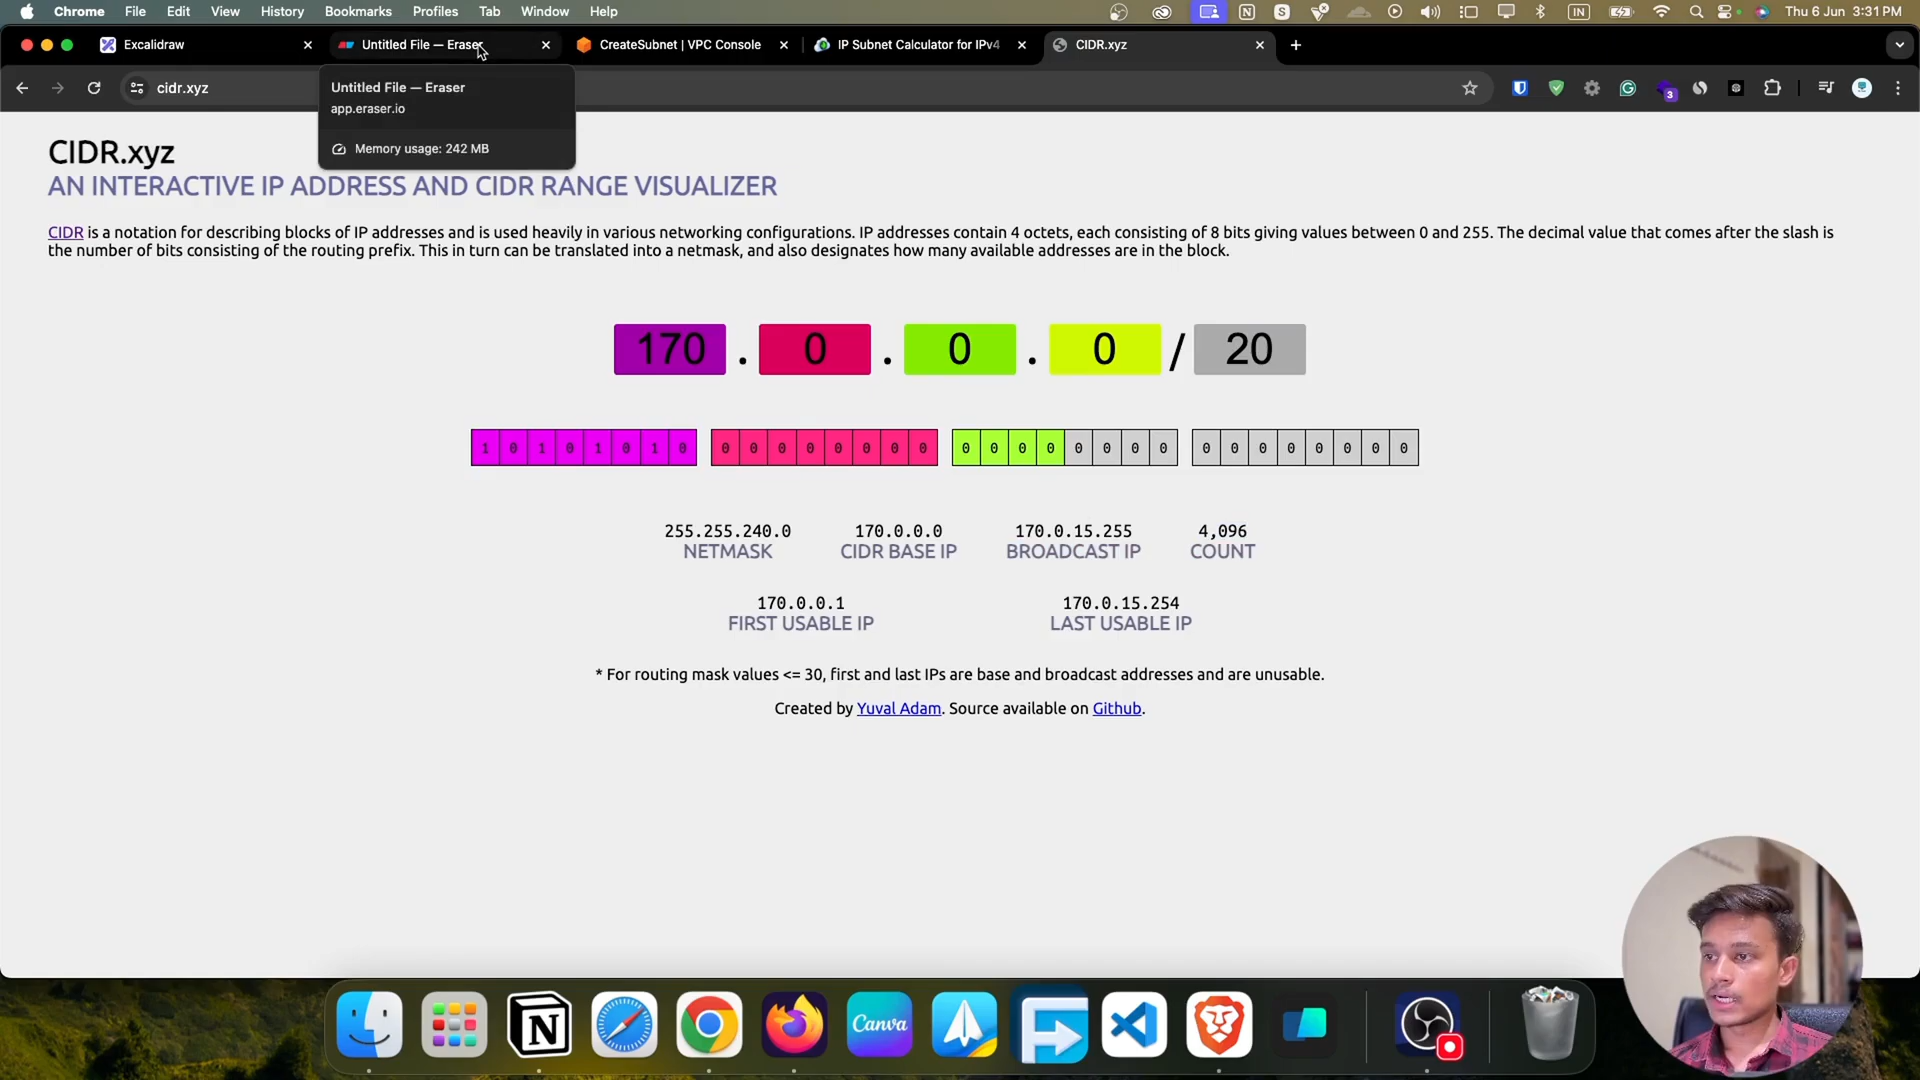 Chrome File Edit View History Bookmarks Profiles Tab Window Help
IN
Thu 6 Jun 3:31 PM
Excalidraw
Untitled File — Eraser
CreateSubnet | VPC Console
IP Subnet Calculator for IPv4
CIDR.xyz
cidr.xyz
3
Untitled File — Eraser
app.eraser.io
Memory usage: 242 MB
CIDR.xyz
AN INTERACTIVE IP ADDRESS AND CIDR RANGE VISUALIZER
CIDR is a notation for describing blocks of IP addresses and is used heavily in various networking configurations. IP addresses contain 4 octets, each consisting of 8 bits giving values between 0 and 255. The decimal value that comes after the slash is
the number of bits consisting of the routing prefix. This in turn can be translated into a netmask, and also designates how many available addresses are in the block.
170 . 0 . 0 . 0 / 20
1 0 1 0 1 0 1 0 0 0 0 0 0 0 0 0 0 0 0 0 0 0 0 0 0 0 0 0 0 0 0 0
255.255.240.0 170.0.0.0 170.0.15.255 4,096
NETMASK CIDR BASE IP BROADCAST IP COUNT
170.0.0.1 170.0.15.254
FIRST USABLE IP LAST USABLE IP
* For routing mask values <= 30, first and last IPs are base and broadcast addresses and are unusable.
Created by Yuval Adam. Source available on Github.
Canva